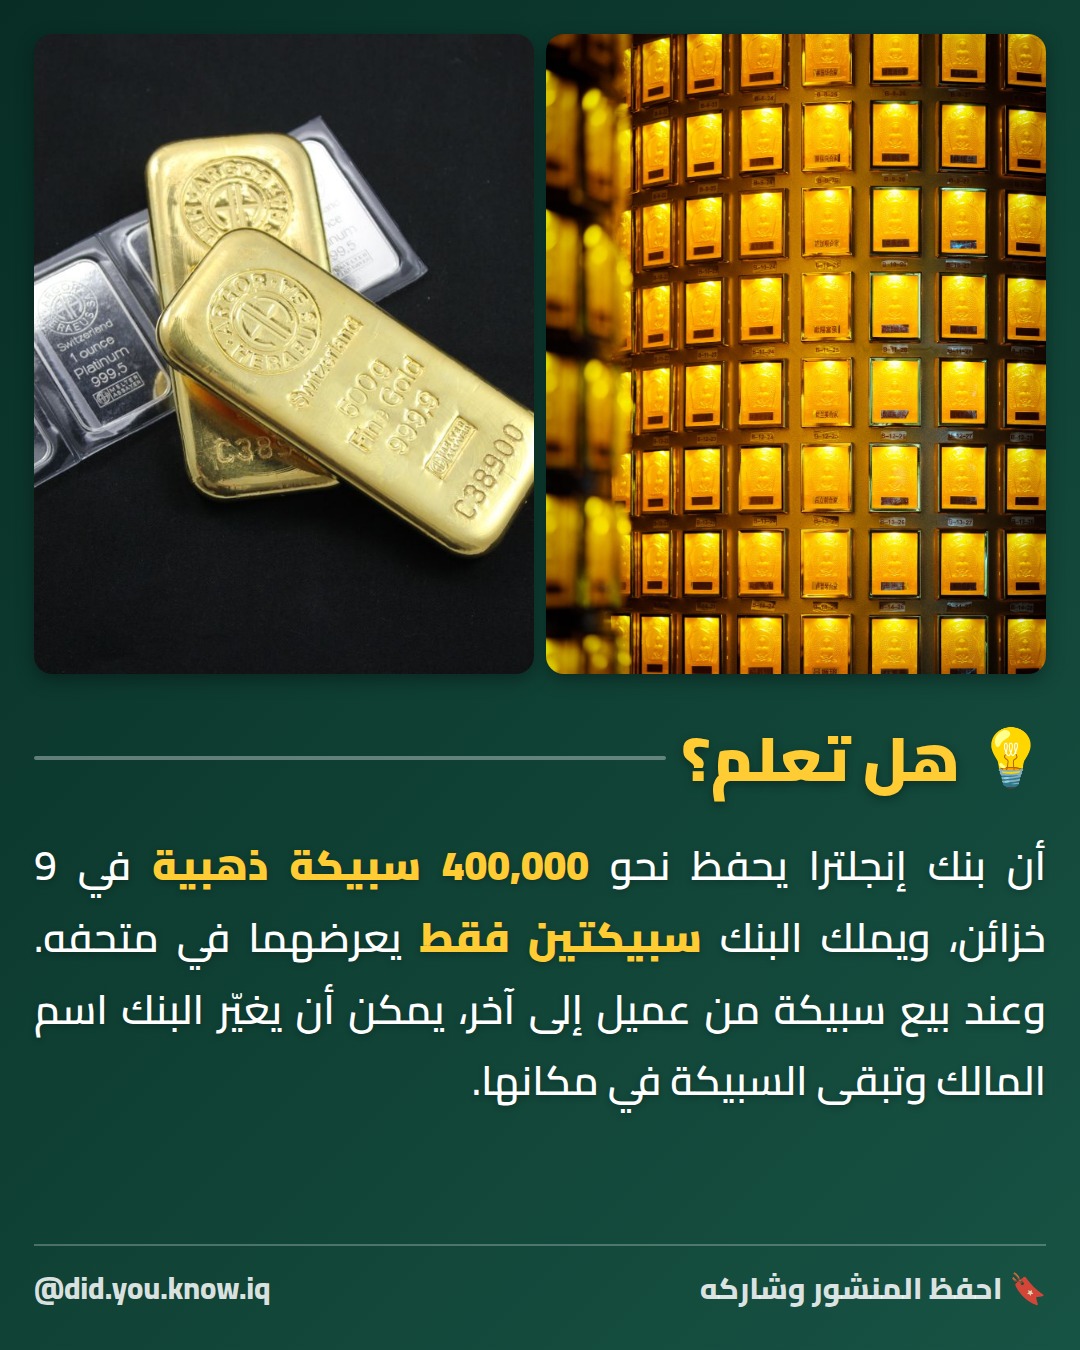 Switzerland
1 ounce
Platinum
999.5
ARGOR HERAEUS
Switzerland
500g
Fine Gold
999.9
C38900
C389
💡 هل تعلم؟
أن بنك إنجلترا يحفظ نحو 400,000 سبيكة ذهبية في 9
خزائن، ويملك البنك سبيكتين فقط يعرضهما في متحفه.
وعند بيع سبيكة من عميل إلى آخر، يمكن أن يغيّر البنك اسم
المالك وتبقى السبيكة في مكانها.
🔖 احفظ المنشور وشاركه
@did.you.know.iq